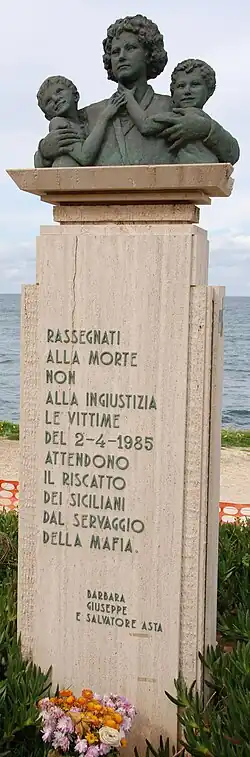 RASSEGNATI
ALLA MORTE
NON
ALLA INGIUSTIZIA
LE VITTIME
DEL 2-4-1985
ATTENDONO
IL RISCATTO
DEI SICILIANI
DAL SERVAGGIO
DELLA MAFIA.
BARBARA
GIUSEPPE
E SALVATORE ASTA